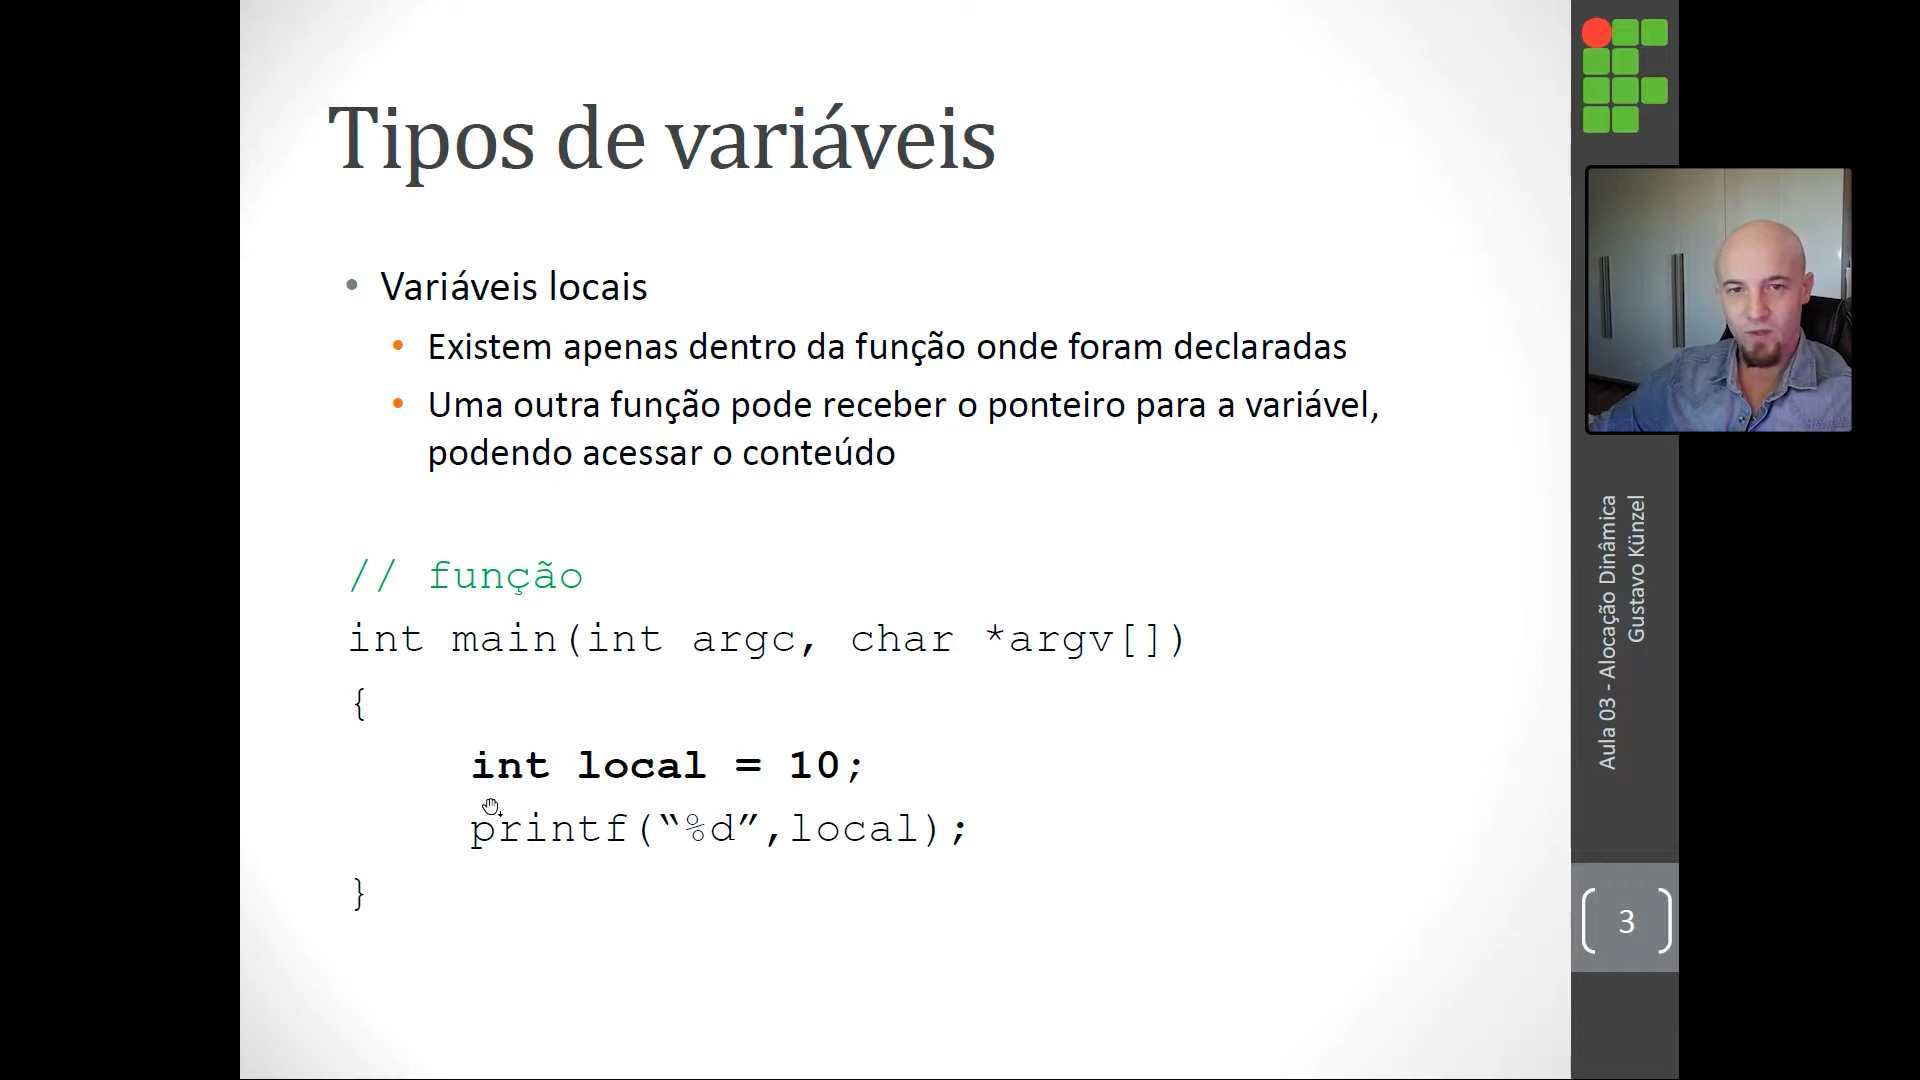 Tipos de variáveis
• Variáveis locais
• Existem apenas dentro da função onde foram declaradas
• Uma outra função pode receber o ponteiro para a variável,
podendo acessar o conteúdo
// função
int main(int argc, char *argv[])
{
int local = 10;
printf(“%d”,local);
}
Aula 03 - Alocação Dinâmica
Gustavo Künzel
3